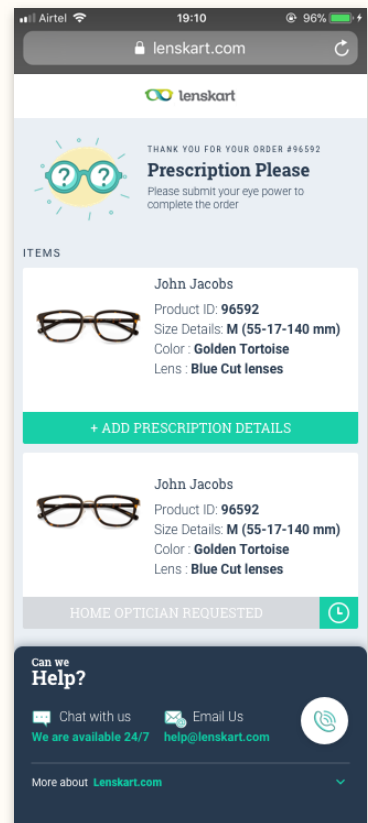 Airtel 19:10 96%
lenskart.com
lenskart
THANK YOU FOR YOUR ORDER #96592
Prescription Please
Please submit your eye power to
complete the order
? ?
ITEMS
John Jacobs
Product ID: 96592
Size Details: M (55-17-140 mm)
Color : Golden Tortoise
Lens : Blue Cut lenses
+ ADD PRESCRIPTION DETAILS
John Jacobs
Product ID: 96592
Size Details: M (55-17-140 mm)
Color : Golden Tortoise
Lens : Blue Cut lenses
HOME OPTICIAN REQUESTED
Can we
Help?
Chat with us
We are available 24/7
Email Us
help@lenskart.com
More about Lenskart.com